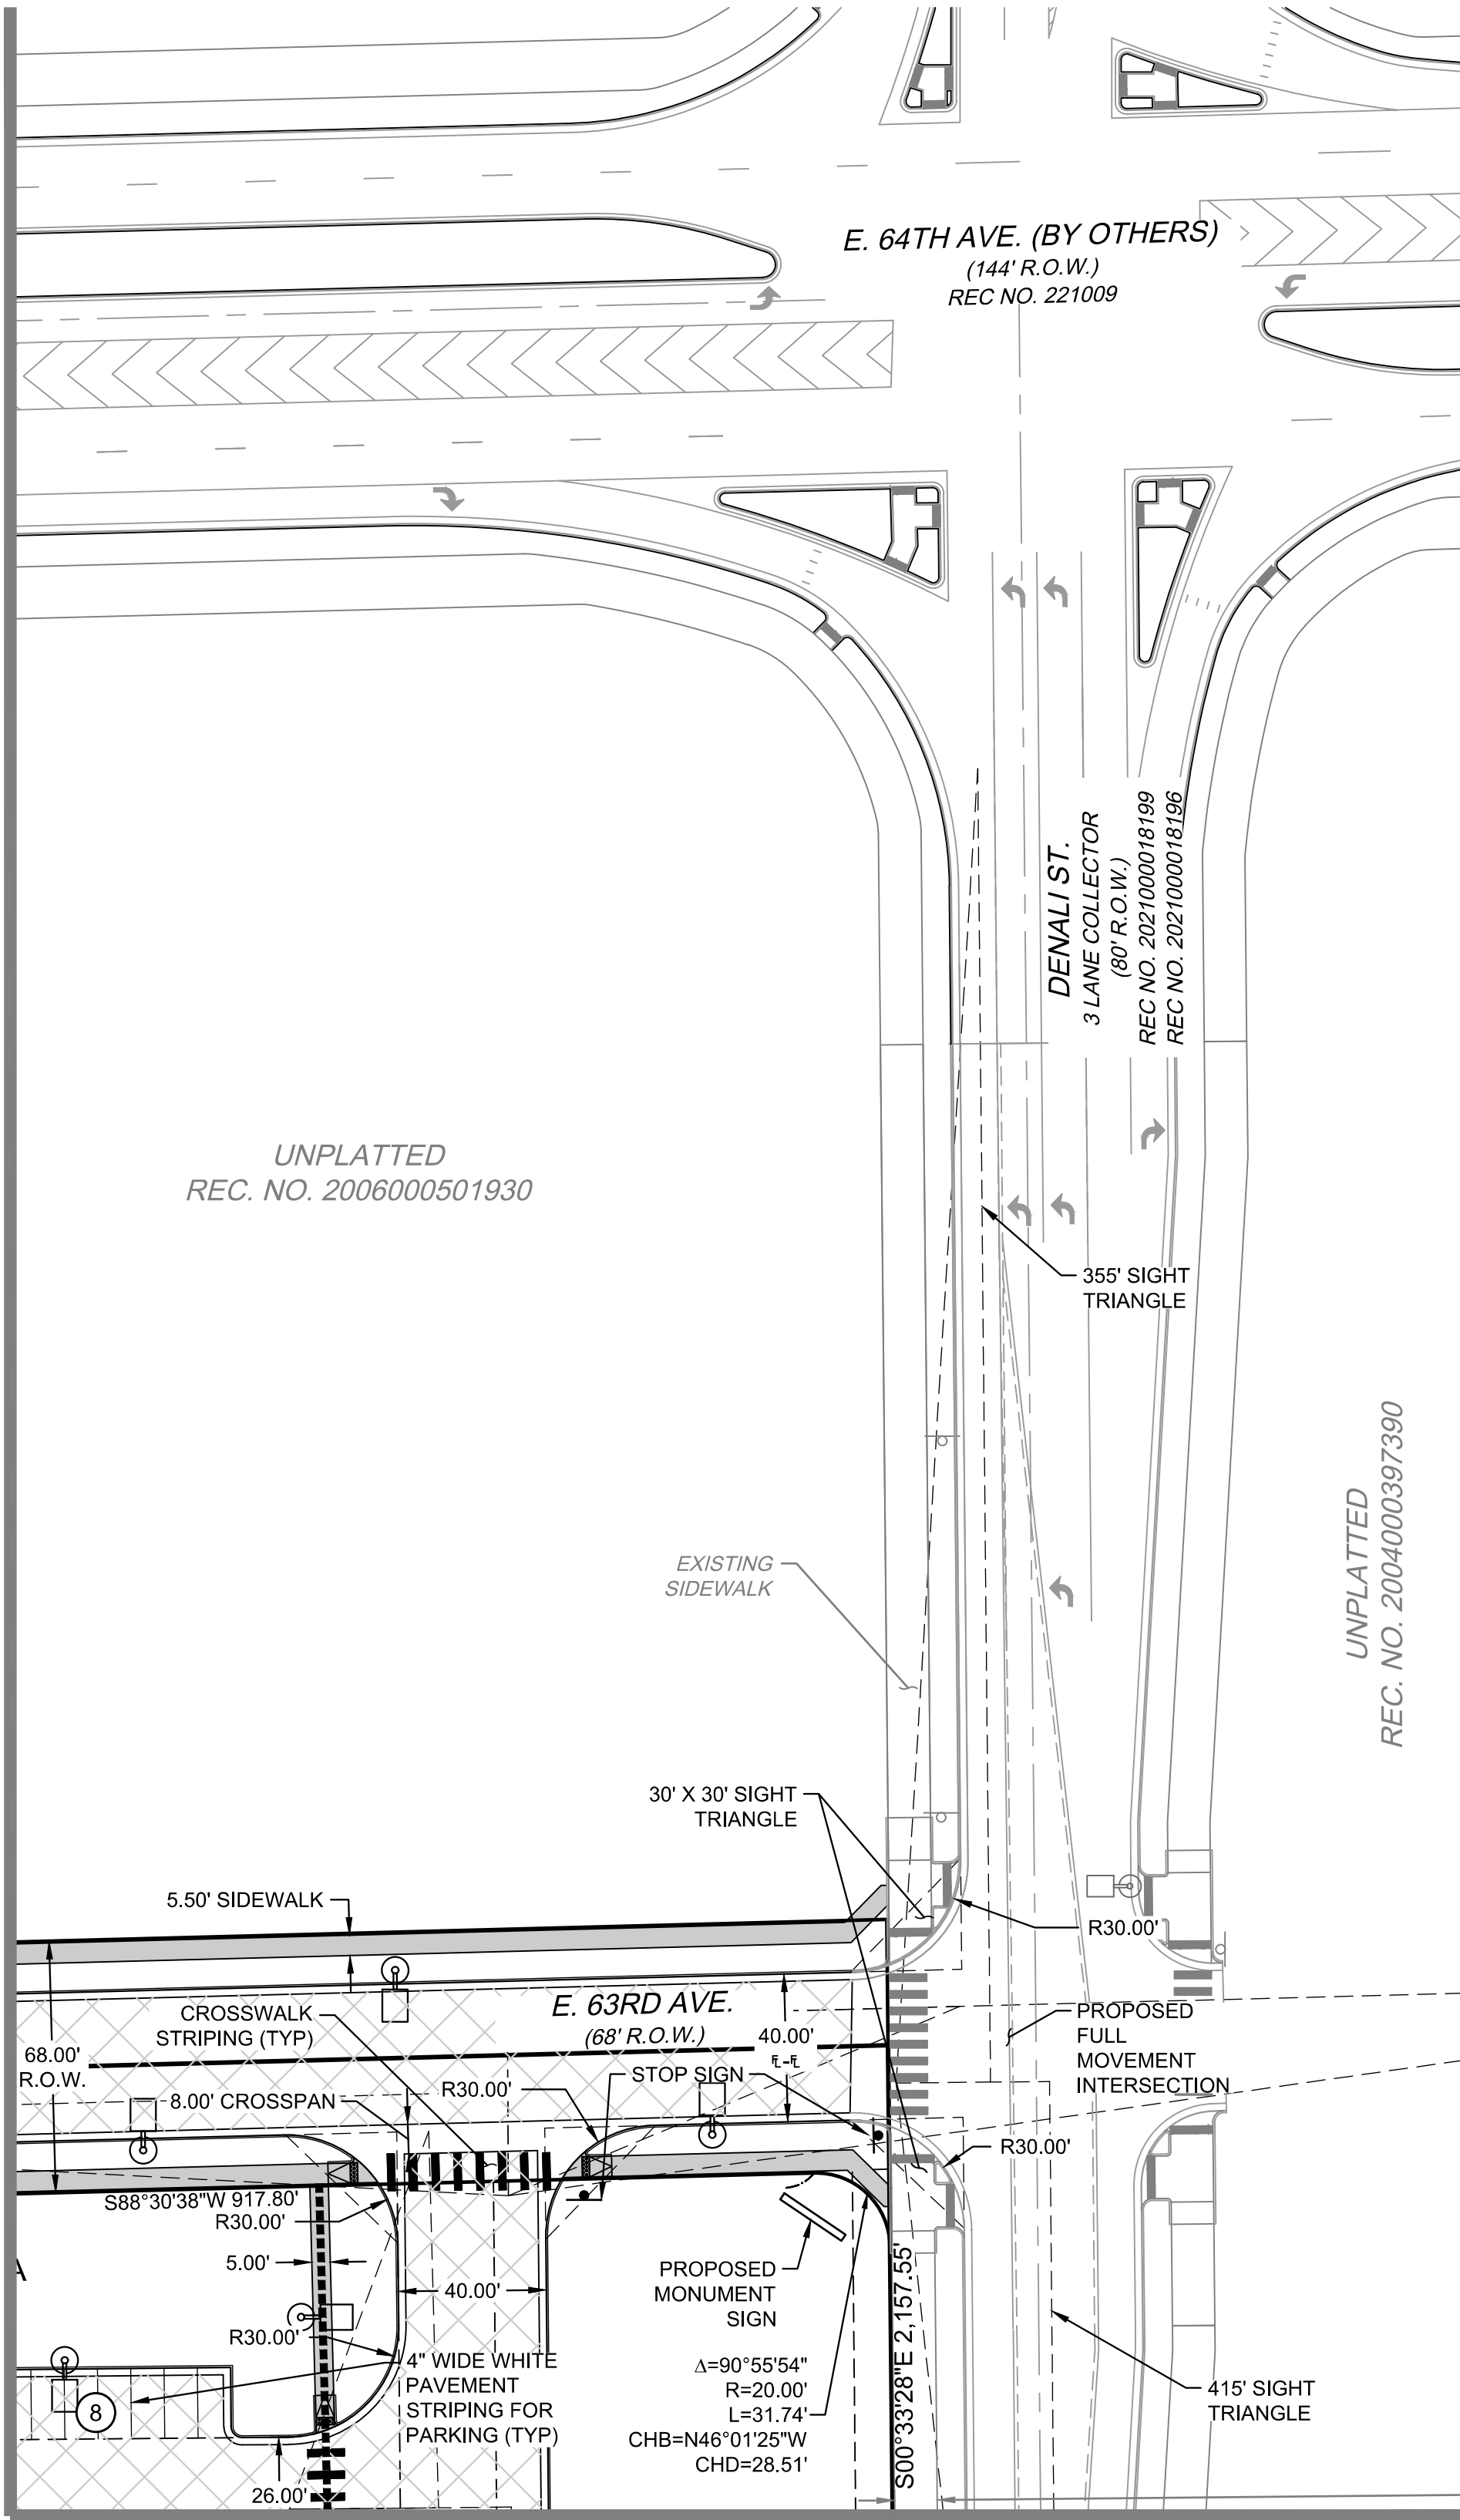 E. 64TH AVE. (BY OTHERS)
(144' R.O.W.)
REC NO. 221009
DENALI ST.
3 LANE COLLECTOR
(80' R.O.W.)
REC NO. 2021000018199
REC NO. 2021000018196
UNPLATTED
REC. NO. 2006000501930
355' SIGHT
TRIANGLE
UNPLATTED
REC. NO. 2004000397390
EXISTING
SIDEWALK
30' X 30' SIGHT
TRIANGLE
5.50' SIDEWALK
R30.00'
E. 63RD AVE.
(68' R.O.W.)
CROSSWALK
STRIPING (TYP)
40.00'
FL-FL
PROPOSED
FULL
MOVEMENT
INTERSECTION
68.00'
R.O.W.
STOP SIGN
R30.00'
8.00' CROSSPAN
R30.00'
S88°30'38"W 917.80'
R30.00'
5.00'
40.00'
PROPOSED
MONUMENT
SIGN
A
R30.00'
4" WIDE WHITE
PAVEMENT
STRIPING FOR
PARKING (TYP)
Δ=90°55'54"
R=20.00'
L=31.74'
CHB=N46°01'25"W
CHD=28.51'
S00°33'28"E 2,157.55'
415' SIGHT
TRIANGLE
8
26.00'